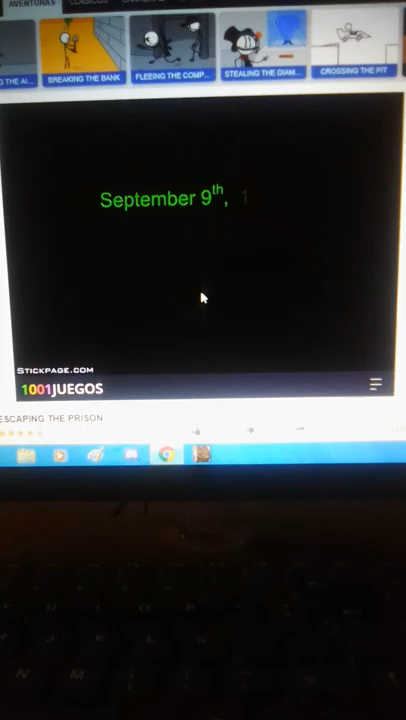 AVENTURAS
BREAKING THE BANK
FLEEING THE COMP...
STEALING THE DIAM...
CROSSING THE PIT
September 9th, 1
STICKPAGE.COM
1001JUEGOS
ESCAPING THE PRISON